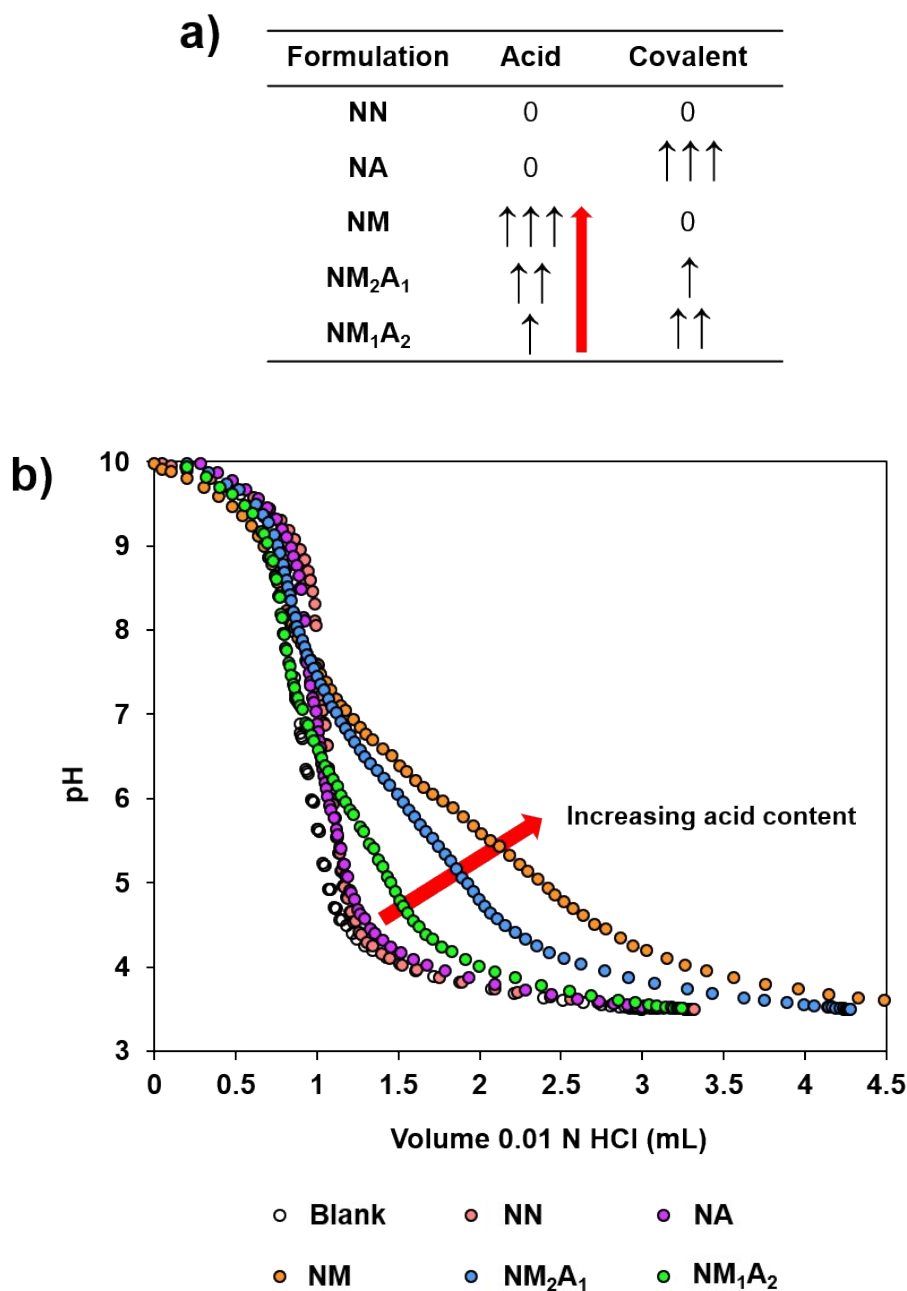 a)
Formulation Acid Covalent
NN 0 0
NA 0 ↑↑↑
NM ↑↑↑ 0
NM₂A₁ ↑↑ ↑
NM₁A₂ ↑ ↑↑
b)
10
9
8
7
6
5
4
3
pH
Increasing acid content
0 0.5 1 1.5 2 2.5 3 3.5 4 4.5
Volume 0.01 N HCl (mL)
Blank NN NA
NM NM₂A₁ NM₁A₂